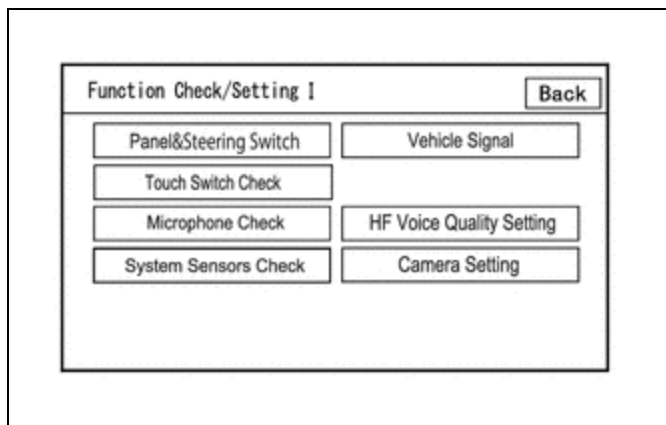 Function Check/Setting I
Back
Panel&Steering Switch
Vehicle Signal
Touch Switch Check
Microphone Check
HF Voice Quality Setting
System Sensors Check
Camera Setting